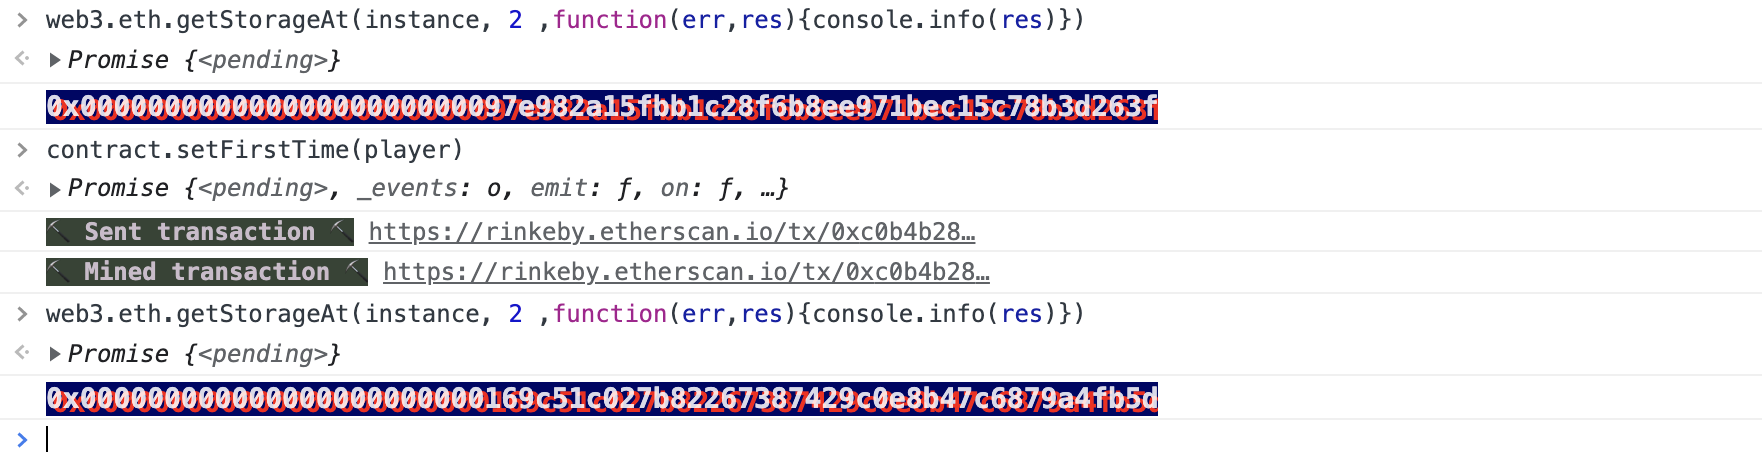 > web3.eth.getStorageAt(instance, 2 ,function(err,res){console.info(res)})
Promise {<pending>}
0x00000000000000000000000097e982a15fbb1c28f6b8ee971bec15c78b3d263f
> contract.setFirstTime(player)
Promise {<pending>, _events: o, emit: ƒ, on: ƒ, …}
Sent transaction https://rinkeby.etherscan.io/tx/0xc0b4b28…
Mined transaction https://rinkeby.etherscan.io/tx/0xc0b4b28…
> web3.eth.getStorageAt(instance, 2 ,function(err,res){console.info(res)})
Promise {<pending>}
0x000000000000000000000000169c51c027b82267387429c0e8b47c6879a4fb5d
>